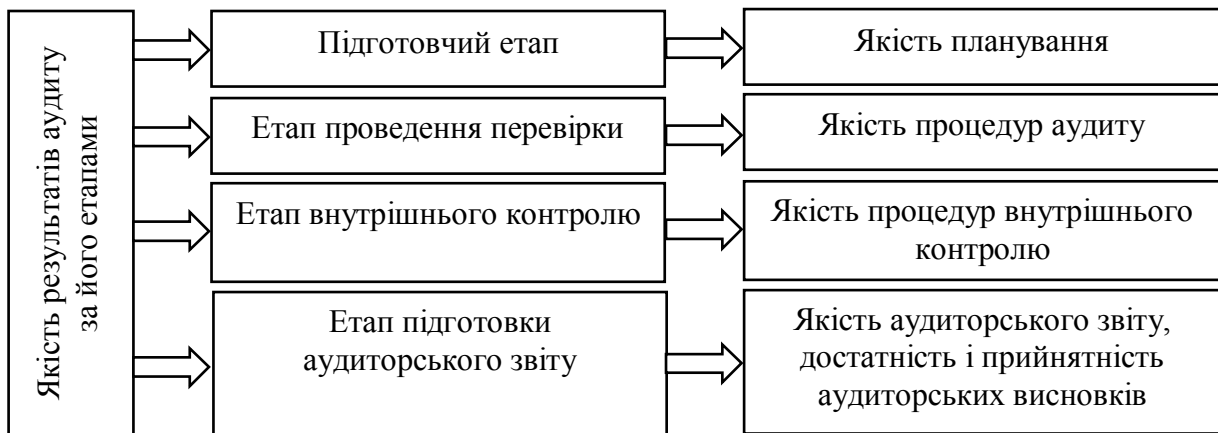 Якість результатів аудиту
за його етапами
Підготовчий етап
Якість планування
Етап проведення перевірки
Якість процедур аудиту
Етап внутрішнього контролю
Якість процедур внутрішнього
контролю
Етап підготовки
аудиторського звіту
Якість аудиторського звіту,
достатність і прийнятність
аудиторських висновків